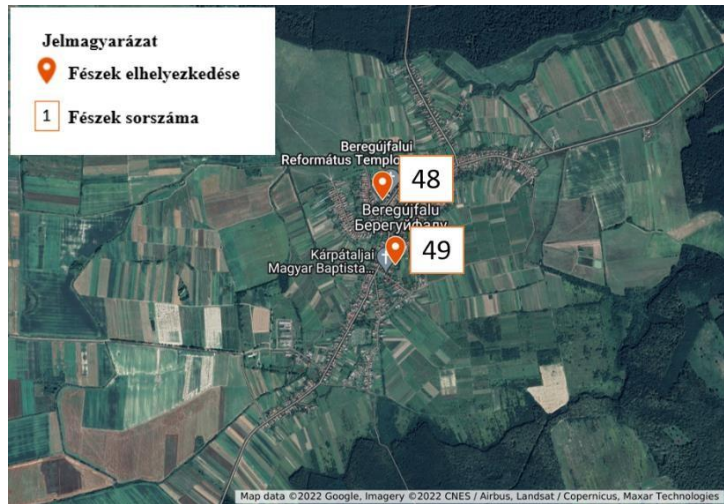 Jelmagyarázat
Fészek elhelyezkedése
1 Fészek sorszáma
Beregújfalui
Református Templo
48
Beregújfalu
Берегуйфалу
49
Kárpátaljai
Magyar Baptista...
Map data ©2022 Google, Imagery ©2022 CNES / Airbus, Landsat / Copernicus, Maxar Technologies